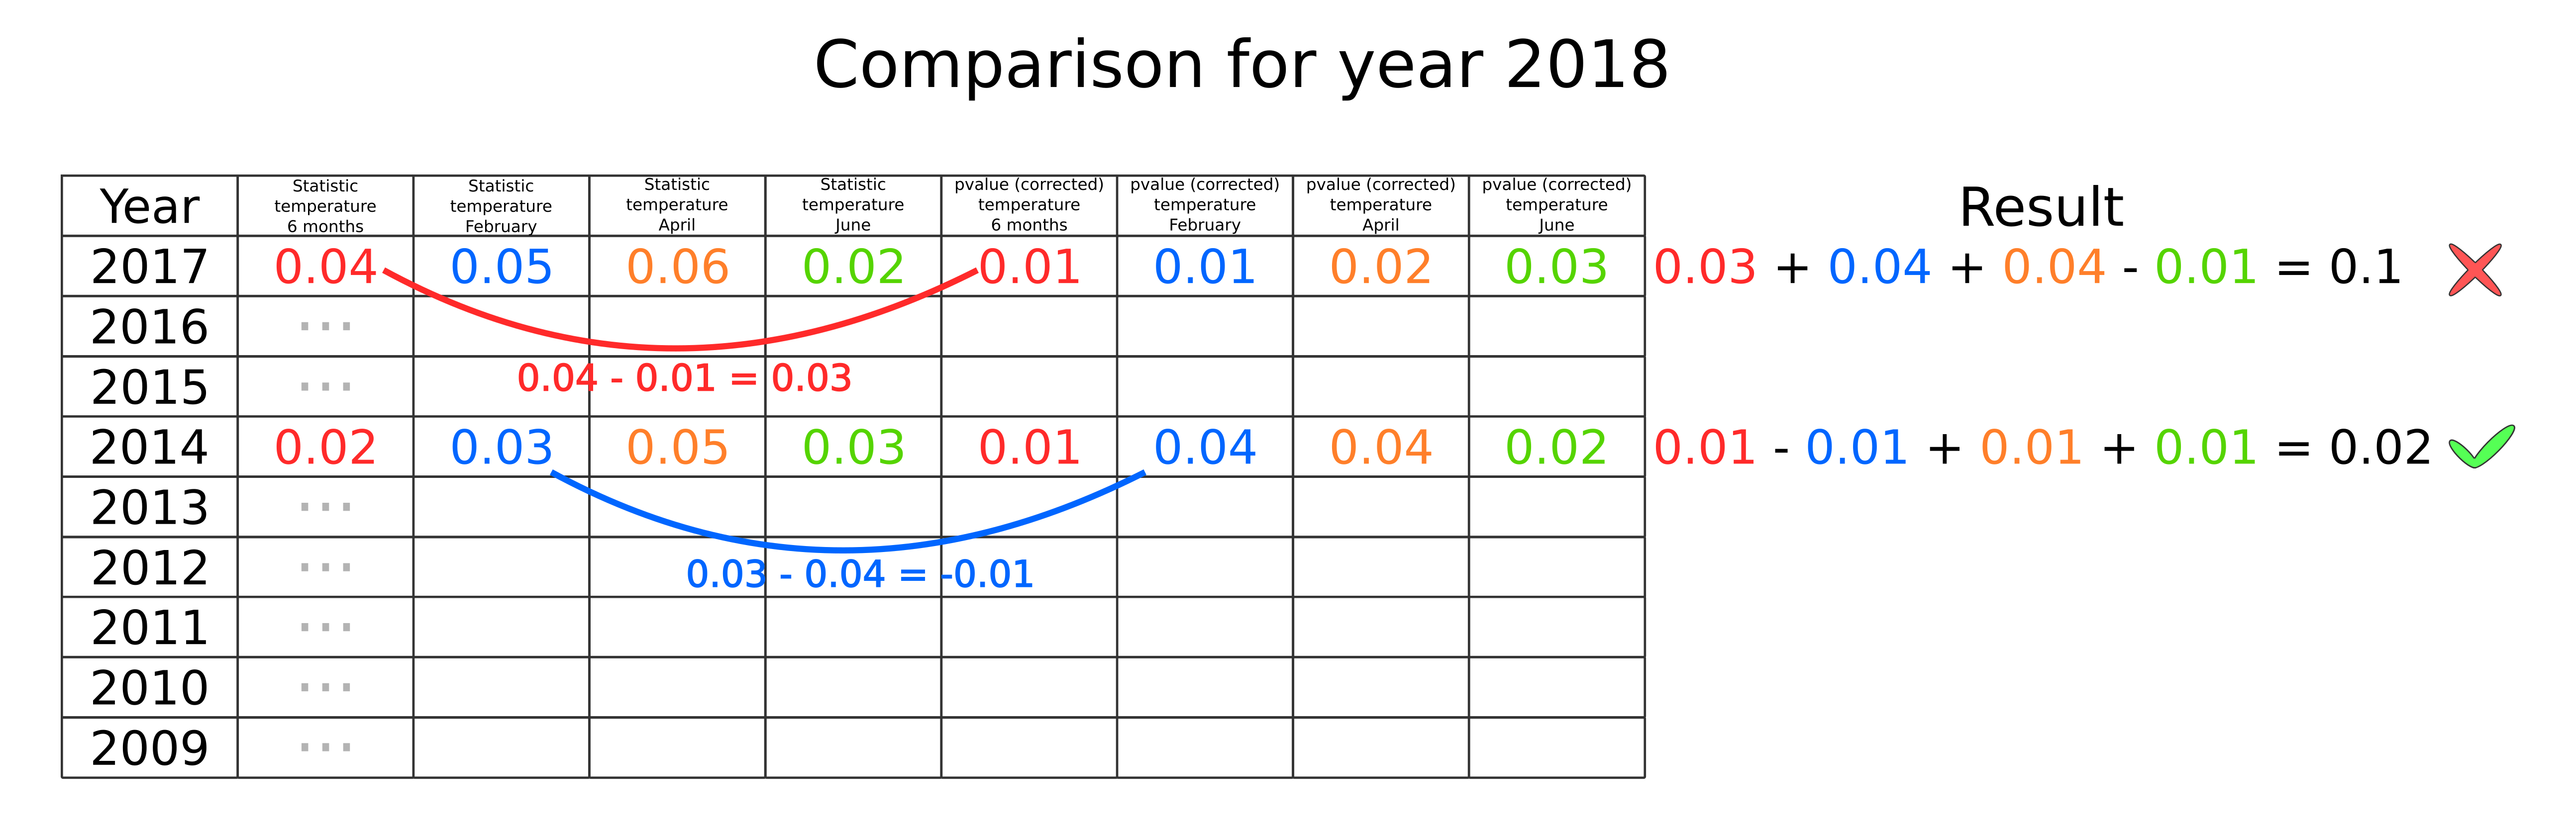 Comparison for year 2018
Year
Statistic
temperature
6 months
Statistic
temperature
February
Statistic
temperature
April
Statistic
temperature
June
pvalue (corrected)
temperature
6 months
pvalue (corrected)
temperature
February
pvalue (corrected)
temperature
April
pvalue (corrected)
temperature
June
Result
2017 0.04 0.05 0.06 0.02 0.01 0.01 0.02 0.03 0.03 + 0.04 + 0.04 - 0.01 = 0.1
2016 ...
0.04 - 0.01 = 0.03
2015 ...
2014 0.02 0.03 0.05 0.03 0.01 0.04 0.04 0.02 0.01 - 0.01 + 0.01 + 0.01 = 0.02
2013 ...
2012 ...
0.03 - 0.04 = -0.01
2011 ...
2010 ...
2009 ...